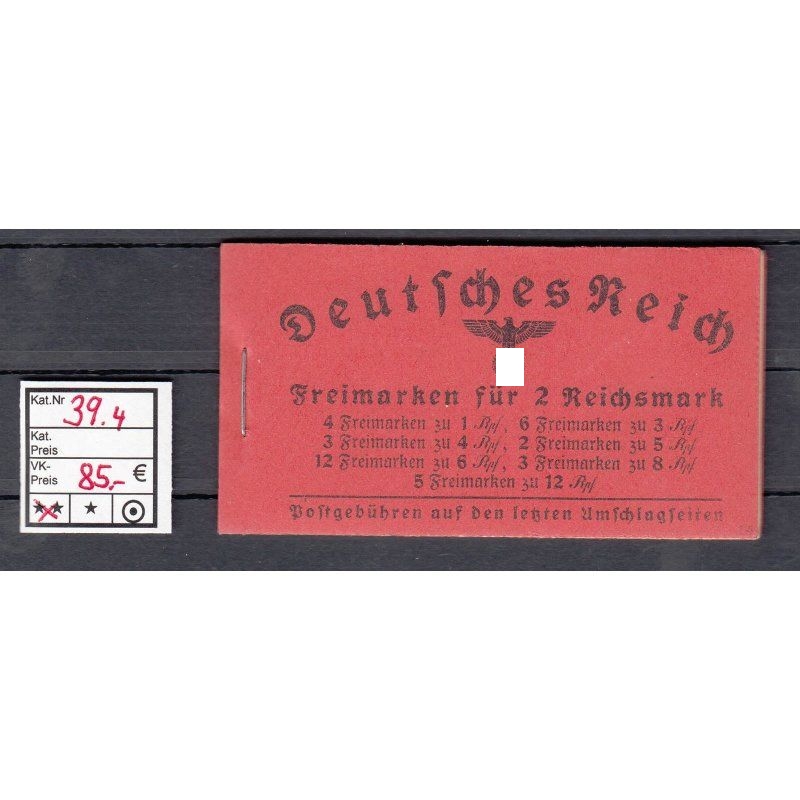 Deutsches Reich
Freimarken für 2 Reichsmark
4 Freimarken zu 1 Rpf, 6 Freimarken zu 3 Rpf
3 Freimarken zu 4 Rpf, 2 Freimarken zu 5 Rpf
12 Freimarken zu 6 Rpf, 3 Freimarken zu 8 Rpf
5 Freimarken zu 12 Rpf
Postgebühren auf den letzten Umschlagseiten
Kat.Nr 39.4
Kat.
Preis
VK-
Preis 85.- €